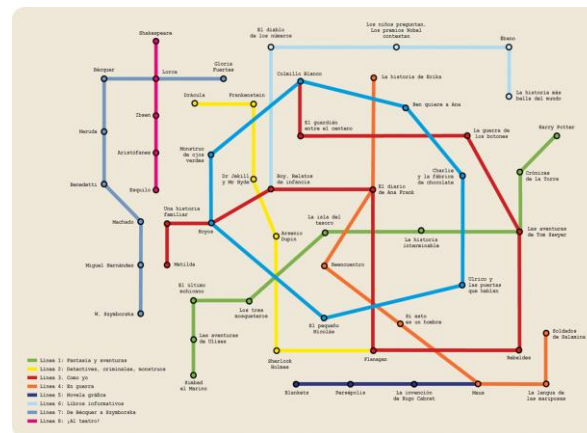 Shakespeare
El diablo
de los números
Los niños preguntan.
Los premios Nobel
contestan
Ébano
Bécquer
Lorca
Gloria
Fuertes
Colmillo Blanco
La historia de Erika
La historia más
bella del mundo
Drácula
Frankenstein
Ben quiere a Ana
Ibsen
El guardián
entre el centeno
La guerra de
los botones
Harry Potter
Neruda
Aristófanes
Monstruo
de ojos
verdes
Dr Jekyll
y Mr Hyde
Boy. Relatos
de infancia
Charlie
y la fábrica
de chocolate
Crónicas
de la Torre
Benedetti
Esquilo
El diario
de Ana Frank
Una historia
familiar
La isla del
tesoro
Machado
Hoyos
Arsenio
Lupin
La historia
interminable
Las aventuras
de Tom Sawyer
Miguel Hernández
Matilda
Reencuentro
El último
mohicano
Ulrico y
las puertas
que hablan
W. Szymborska
Los tres
mosqueteros
El pequeño
Nicolás
Si esto
es un hombre
Soldados
de Salamina
Las aventuras
de Ulises
Simbad
el Marino
Sherlock
Holmes
Flanagan
Rebeldes
Blankets
Persépolis
La invención
de Hugo Cabret
Maus
La lengua de
las mariposas
Línea 1: Fantasía y aventuras
Línea 2: Detectives, criminales, monstruos
Línea 3: Como yo
Línea 4: En guerra
Línea 5: Novela gráfica
Línea 6: Libros informativos
Línea 7: De Bécquer a Szymborska
Línea 8: ¡Al teatro!